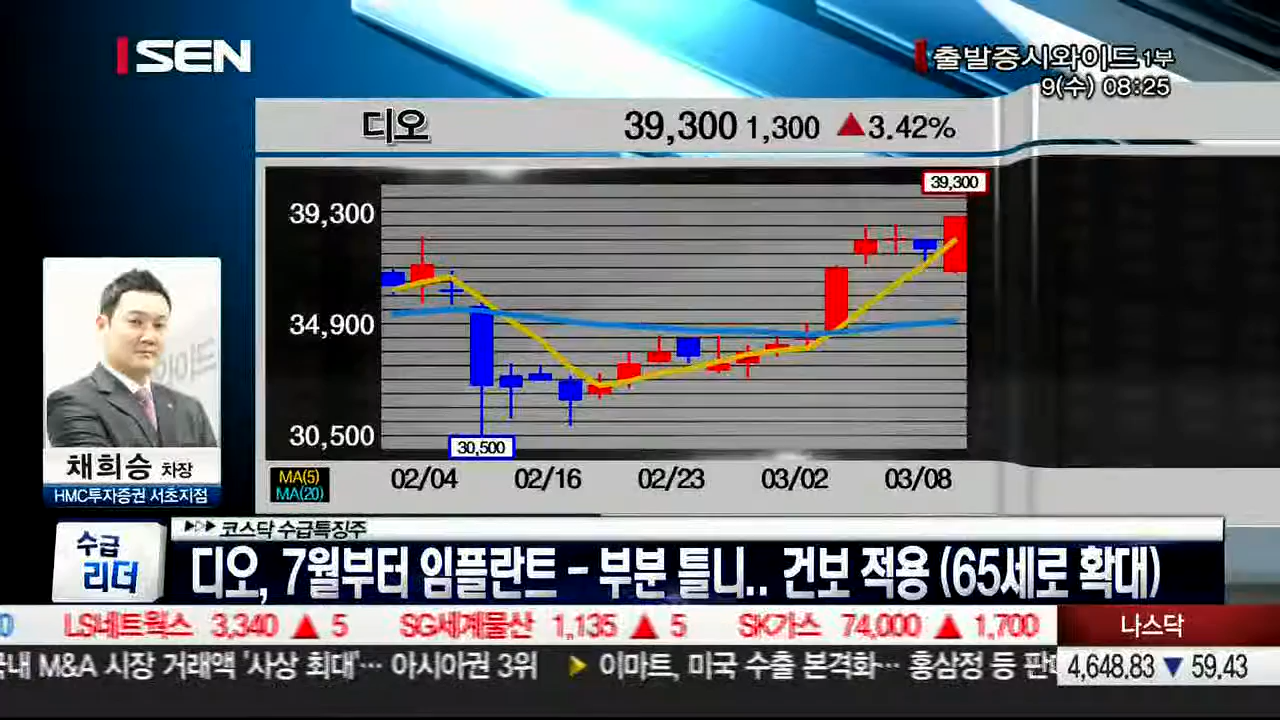 SEN
출발증시와이드 1부
9(수) 08:25
디오 39,300 1,300 ▲3.42%
39,300
39,300
34,900
30,500
30,500
02/04 02/16 02/23 03/02 03/08
MA(5)
MA(20)
와이드
채희승 차장
HMC투자증권 서초지점
▶▷▶ 코스닥 수급특징주
수급
리더
디오, 7월부터 임플란트 - 부분 틀니.. 건보 적용 (65세로 확대)
0 LS네트웍스 3,340 ▲ 5 SG세계물산 1,135 ▲ 5 SK가스 74,000 ▲ 1,700
나스닥
국내 M&A 시장 거래액 '사상 최대'… 아시아권 3위 ▶ 이마트, 미국 수출 본격화… 홍삼정 등
4,648.83 ▼ 59.43